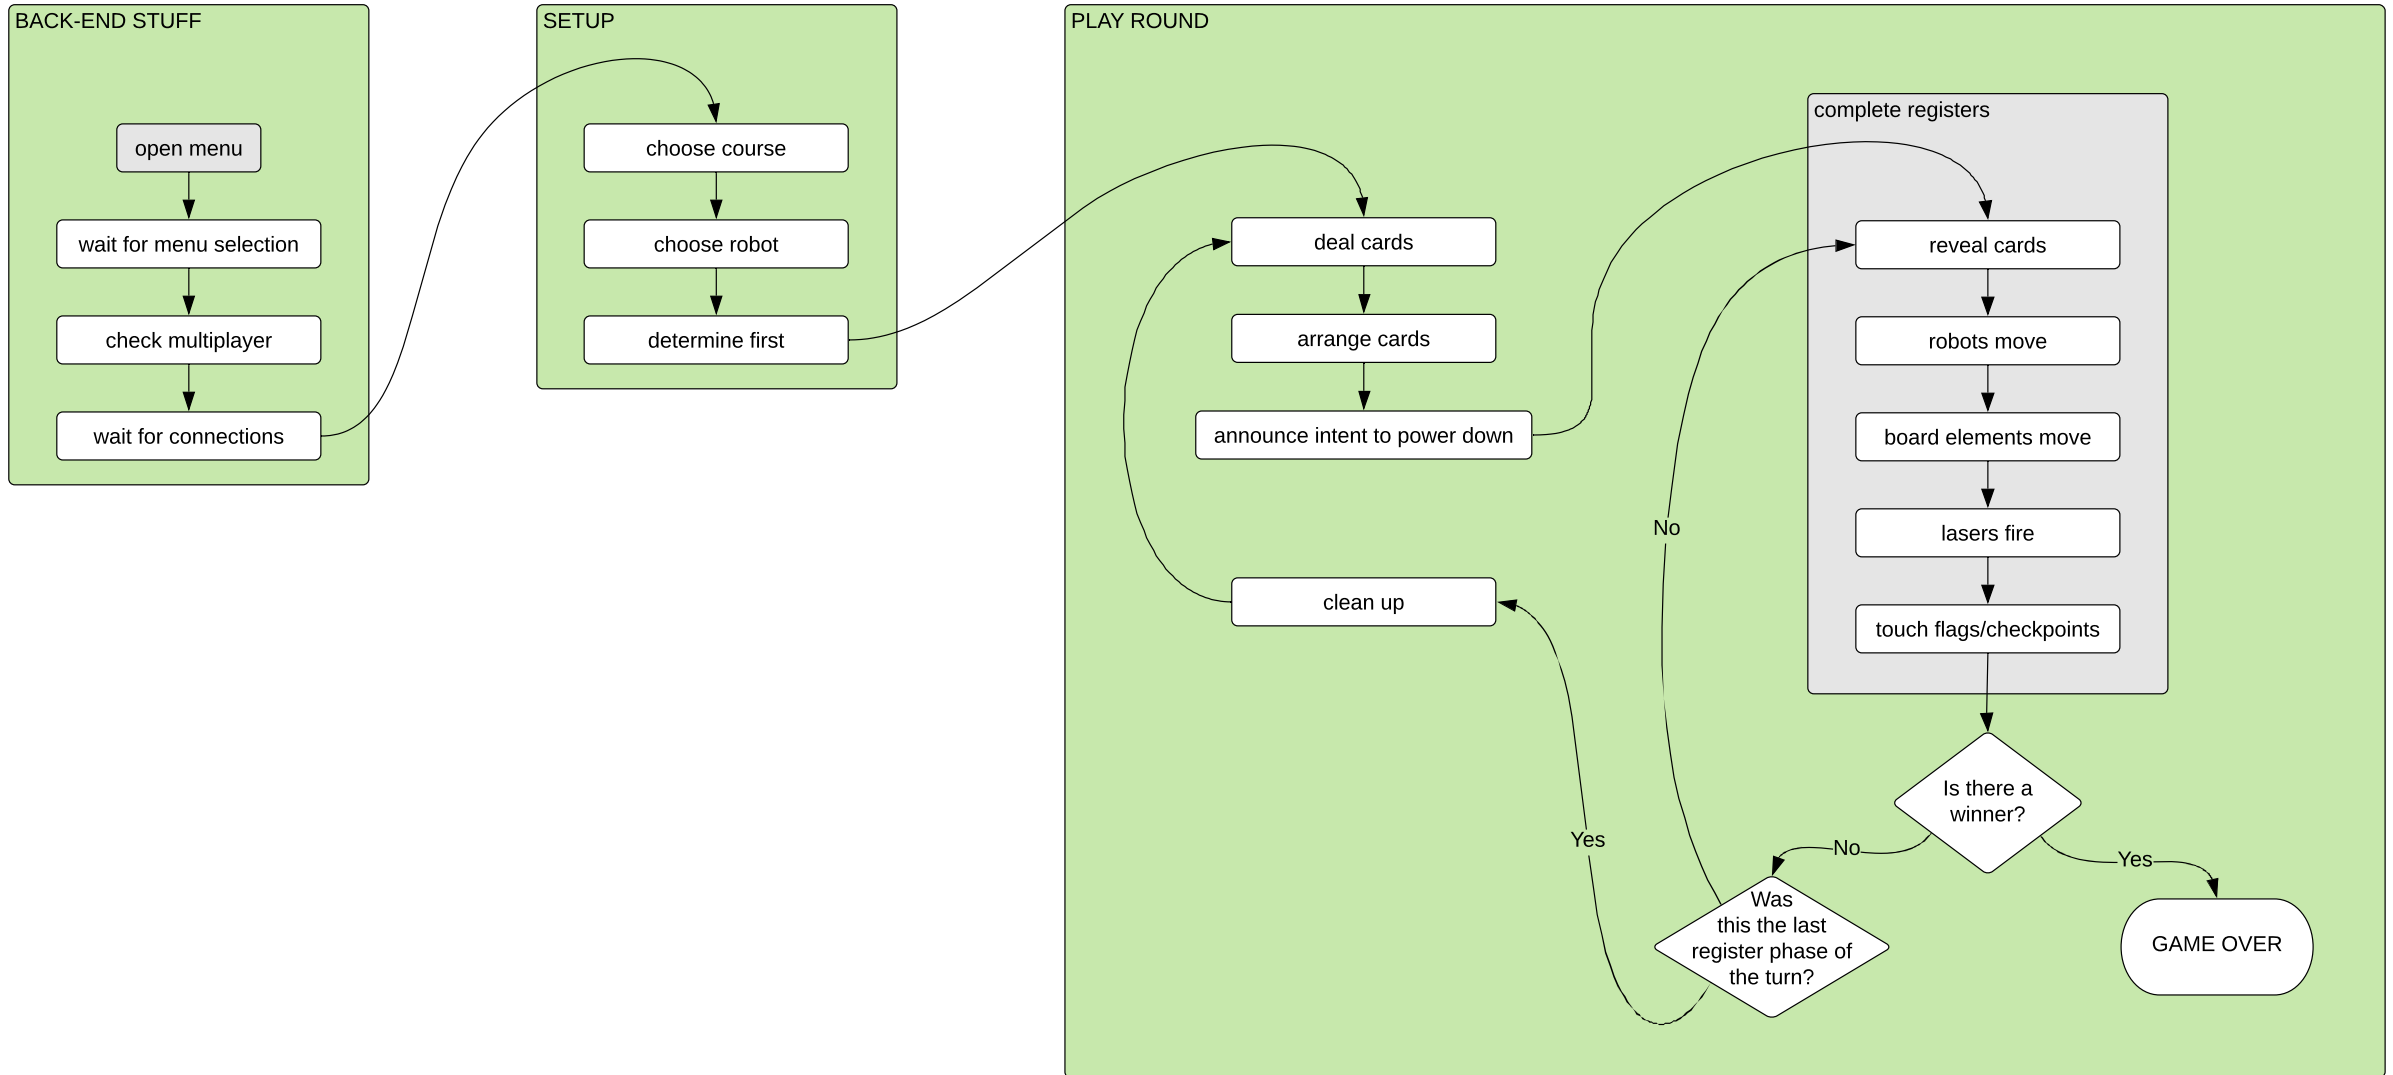 BACK-END STUFF
open menu
wait for menu selection
check multiplayer
wait for connections
SETUP
choose course
choose robot
determine first
PLAY ROUND
deal cards
arrange cards
announce intent to power down
clean up
complete registers
reveal cards
robots move
board elements move
lasers fire
touch flags/checkpoints
Is there a
winner?
No
Yes
Was
this the last
register phase of
the turn?
No
Yes
GAME OVER